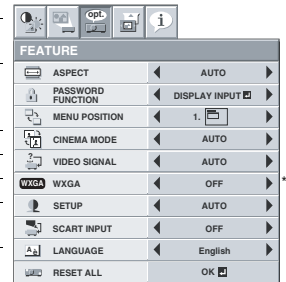 opt.
i
FEATURE
ASPECT AUTO
PASSWORD FUNCTION DISPLAY INPUT
MENU POSITION 1.
CINEMA MODE AUTO
VIDEO SIGNAL AUTO
WXGA WXGA OFF *
SETUP AUTO
SCART INPUT OFF
Aa LANGUAGE English
RESET ALL OK